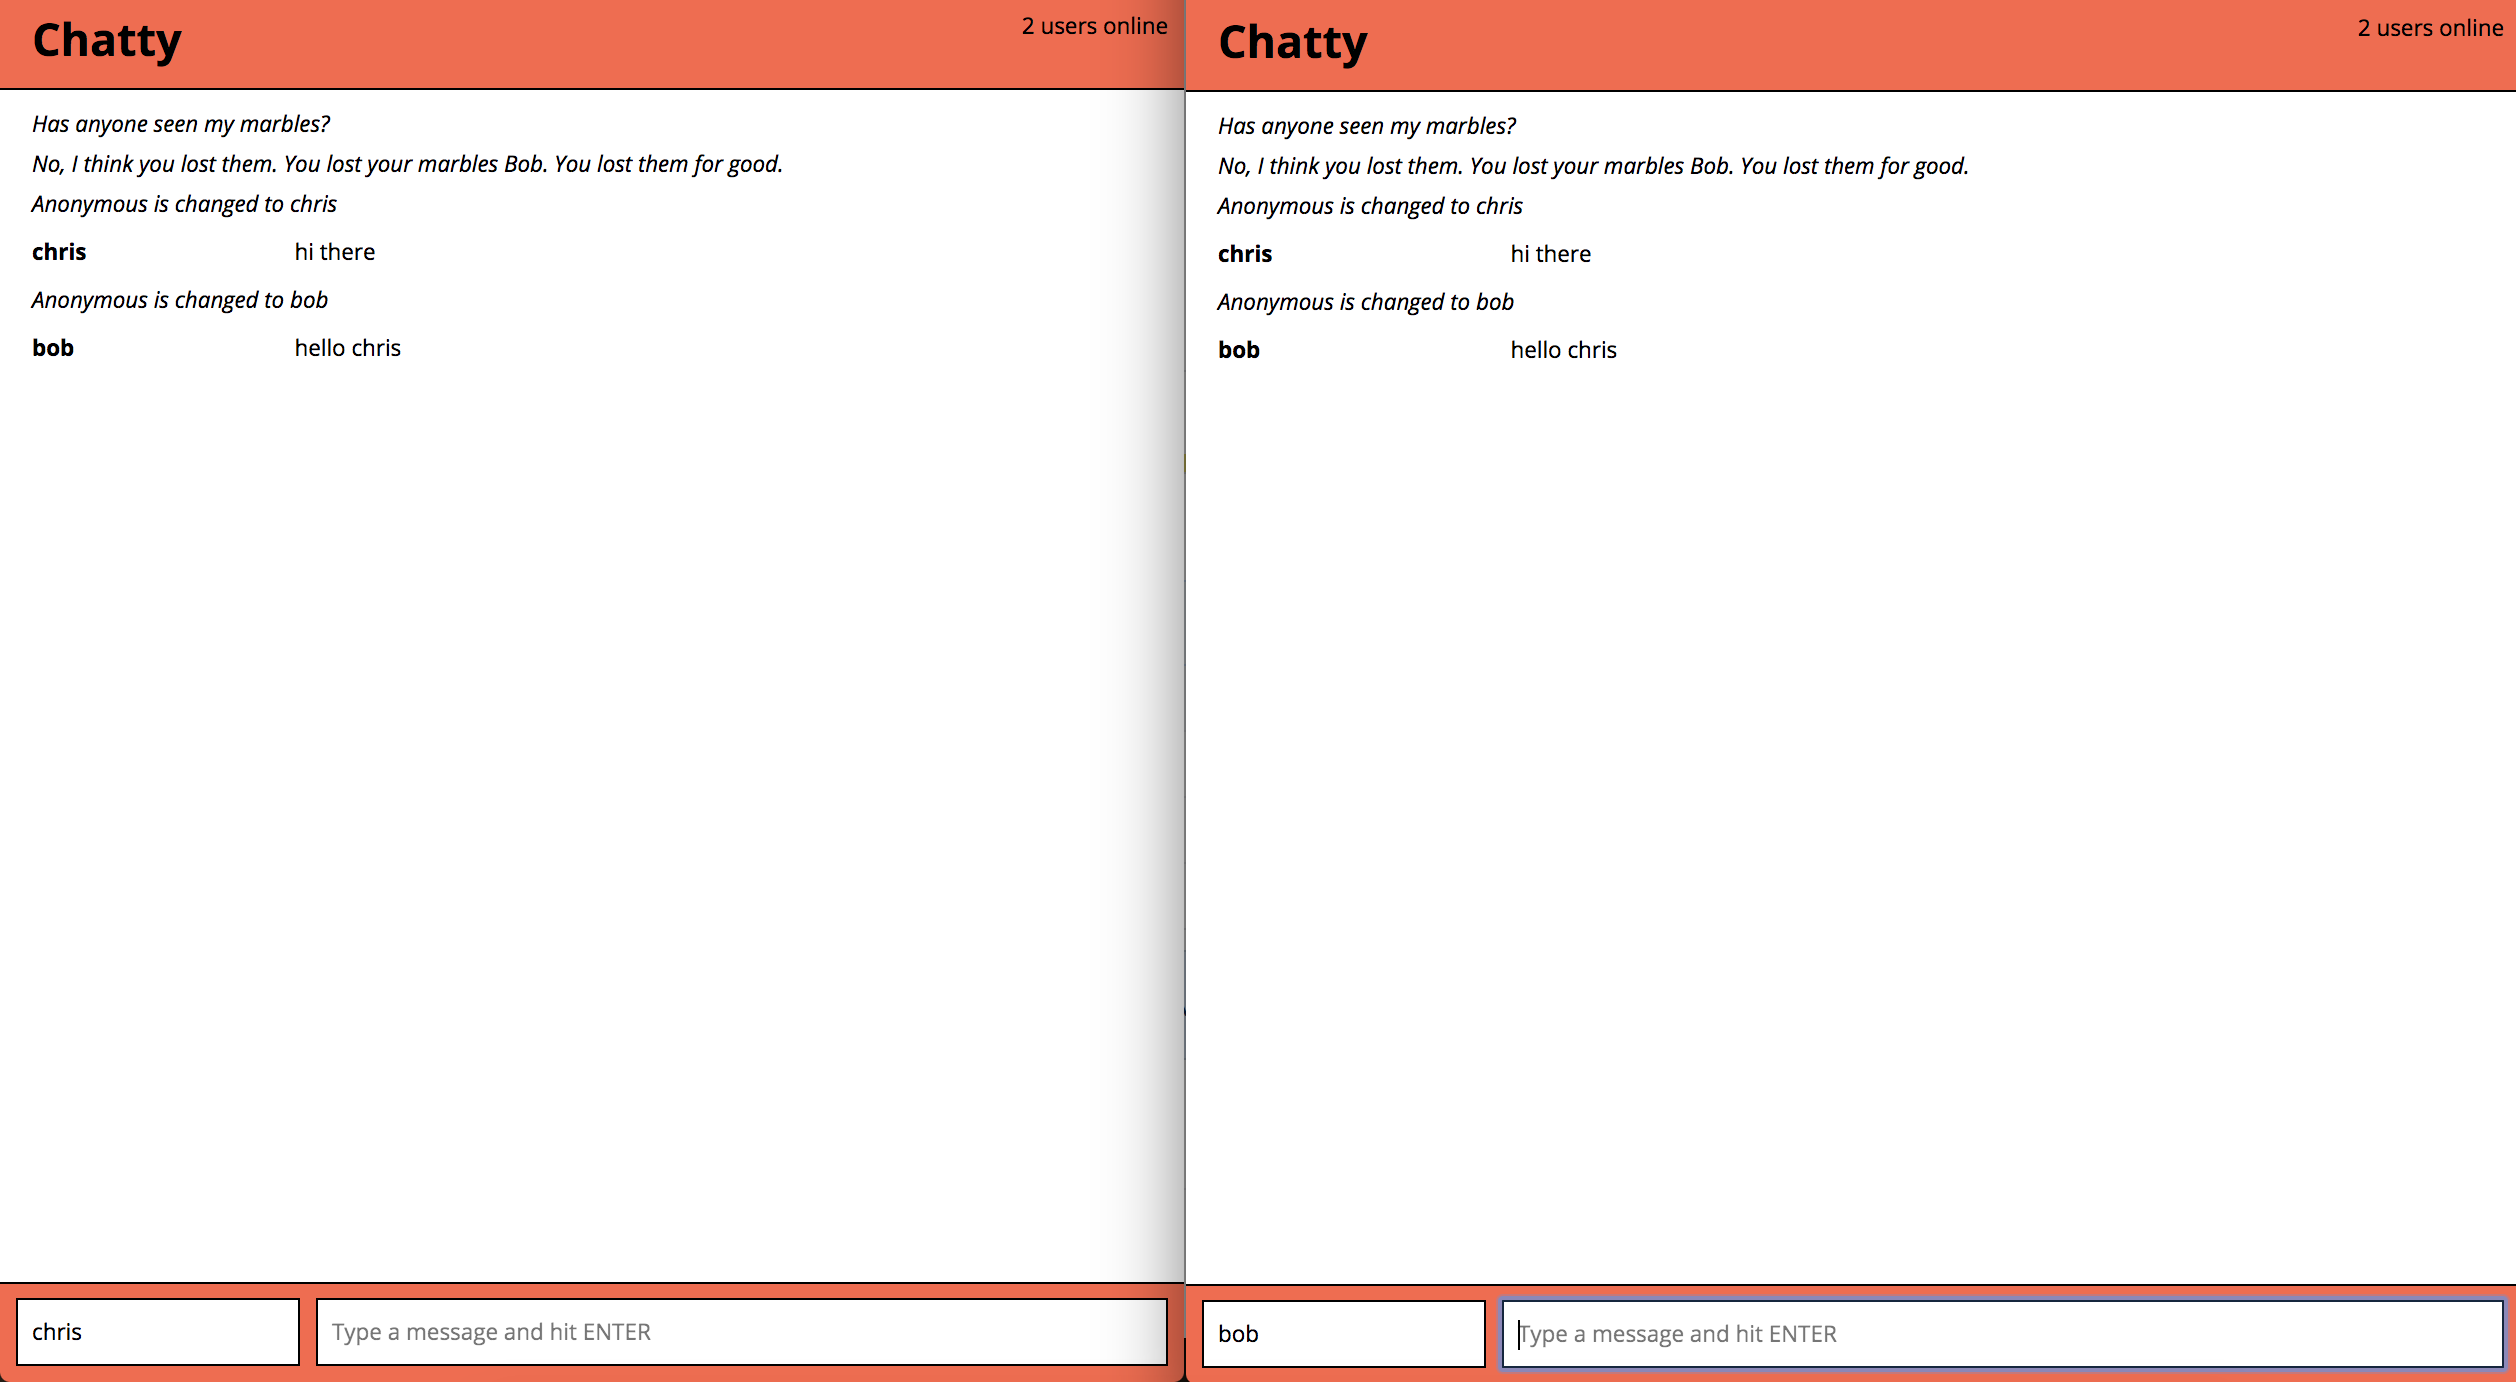 Chatty
2 users online
Has anyone seen my marbles?
No, I think you lost them. You lost your marbles Bob. You lost them for good.
Anonymous is changed to chris
chris hi there
Anonymous is changed to bob
bob hello chris
chris
Type a message and hit ENTER
Chatty
2 users online
Has anyone seen my marbles?
No, I think you lost them. You lost your marbles Bob. You lost them for good.
Anonymous is changed to chris
chris hi there
Anonymous is changed to bob
bob hello chris
bob
Type a message and hit ENTER